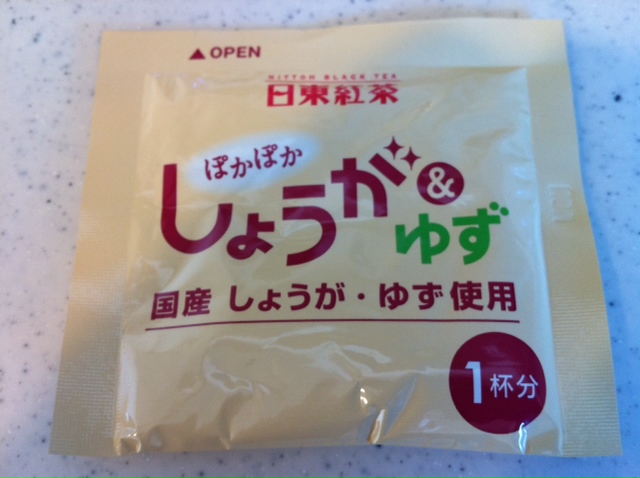 ▲OPEN
NITTOH BLACK TEA
日東紅茶
ぽかぽか
しょうが&
ゆず
国産 しょうが・ゆず使用
1杯分